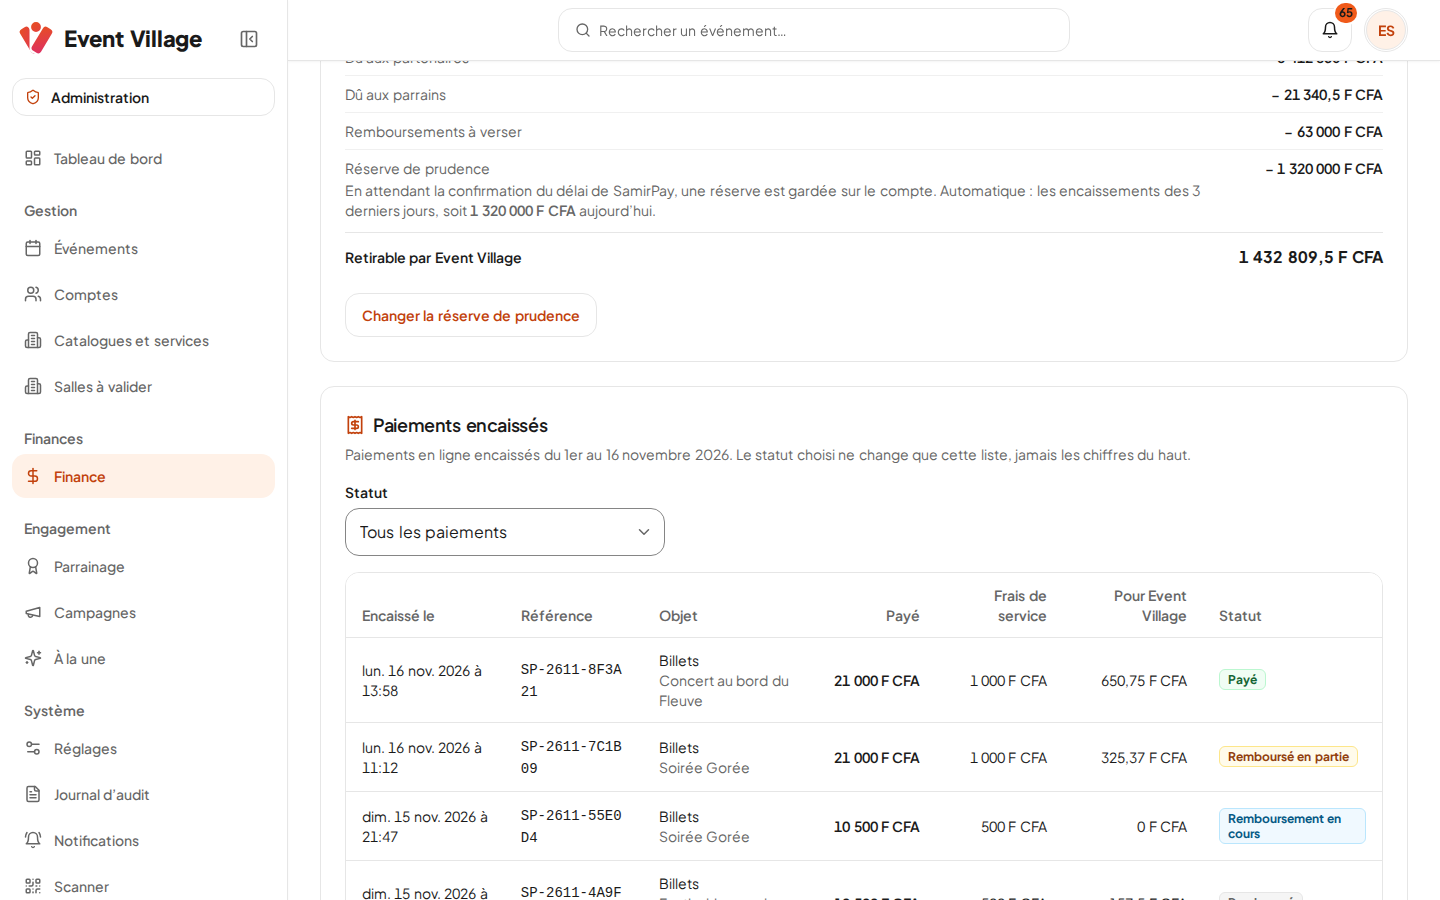 Event Village
Administration
Tableau de bord
Gestion
Événements
Comptes
Catalogues et services
Salles à valider
Finances
Finance
Engagement
Parrainage
Campagnes
À la une
Système
Réglages
Journal d’audit
Notifications
Scanner
Rechercher un événement…
65
ES
Dû aux partenaires
Dû aux parrains
– 21 340,5 F CFA
Remboursements à verser
– 63 000 F CFA
Réserve de prudence
– 1 320 000 F CFA
En attendant la confirmation du délai de SamirPay, une réserve est gardée sur le compte. Automatique : les encaissements des 3
derniers jours, soit 1 320 000 F CFA aujourd’hui.
Retirable par Event Village
1 432 809,5 F CFA
Changer la réserve de prudence
Paiements encaissés
Paiements en ligne encaissés du 1er au 16 novembre 2026. Le statut choisi ne change que cette liste, jamais les chiffres du haut.
Statut
Tous les paiements
Encaissé le
Référence
Objet
Payé
Frais de
service
Pour Event
Village
Statut
lun. 16 nov. 2026 à
13:58
SP-2611-8F3A
21
Billets
Concert au bord du
Fleuve
21 000 F CFA
1 000 F CFA
650,75 F CFA
Payé
lun. 16 nov. 2026 à
11:12
SP-2611-7C1B
09
Billets
Soirée Gorée
21 000 F CFA
1 000 F CFA
325,37 F CFA
Remboursé en partie
dim. 15 nov. 2026 à
21:47
SP-2611-55E0
D4
Billets
Soirée Gorée
10 500 F CFA
500 F CFA
0 F CFA
Remboursement en
cours
dim. 15 nov. 2026 à
SP-2611-4A9F
Billets